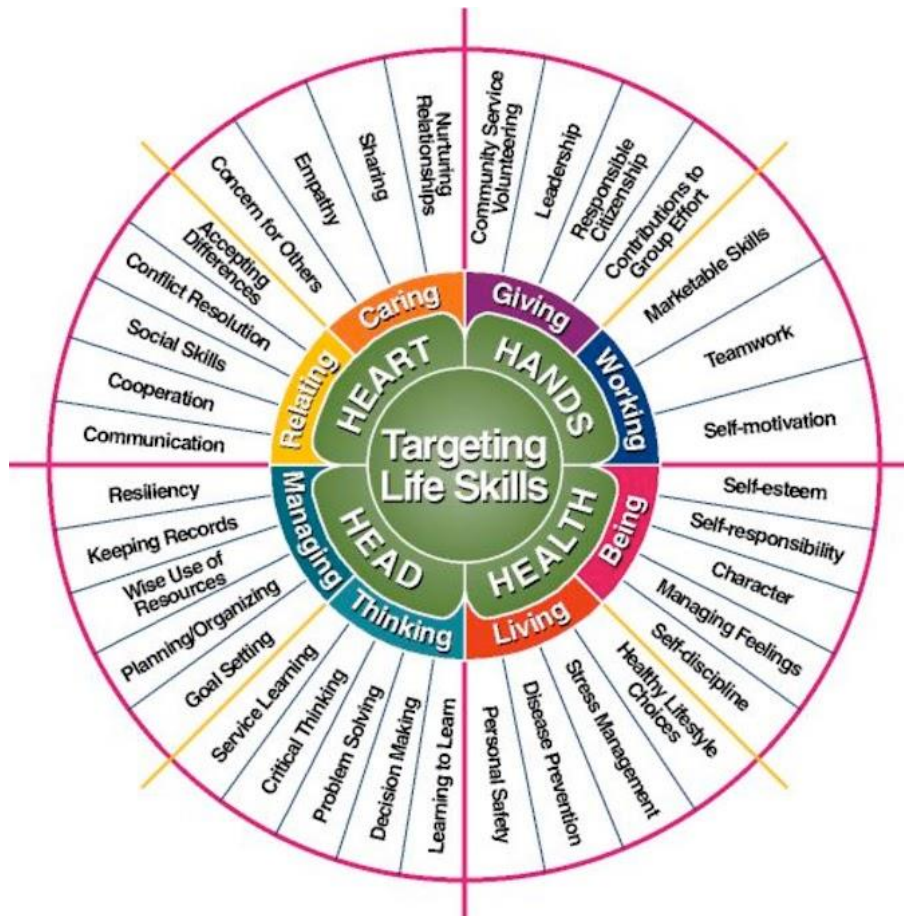 Targeting
Life Skills
HEART
HANDS
HEALTH
HEAD
Caring
Giving
Working
Being
Living
Thinking
Managing
Relating
Concern for Others
Empathy
Sharing
Nurturing
Relationships
Community Service
Volunteering
Leadership
Responsible
Citizenship
Contributions to
Group Effort
Marketable Skills
Teamwork
Self-motivation
Self-esteem
Self-responsibility
Character
Managing Feelings
Self-discipline
Healthy Lifestyle
Choices
Stress Management
Disease Prevention
Personal Safety
Learning to Learn
Decision Making
Problem Solving
Critical Thinking
Service Learning
Goal Setting
Planning/Organizing
Wise Use of
Resources
Keeping Records
Resiliency
Communication
Cooperation
Social Skills
Conflict Resolution
Accepting
Differences